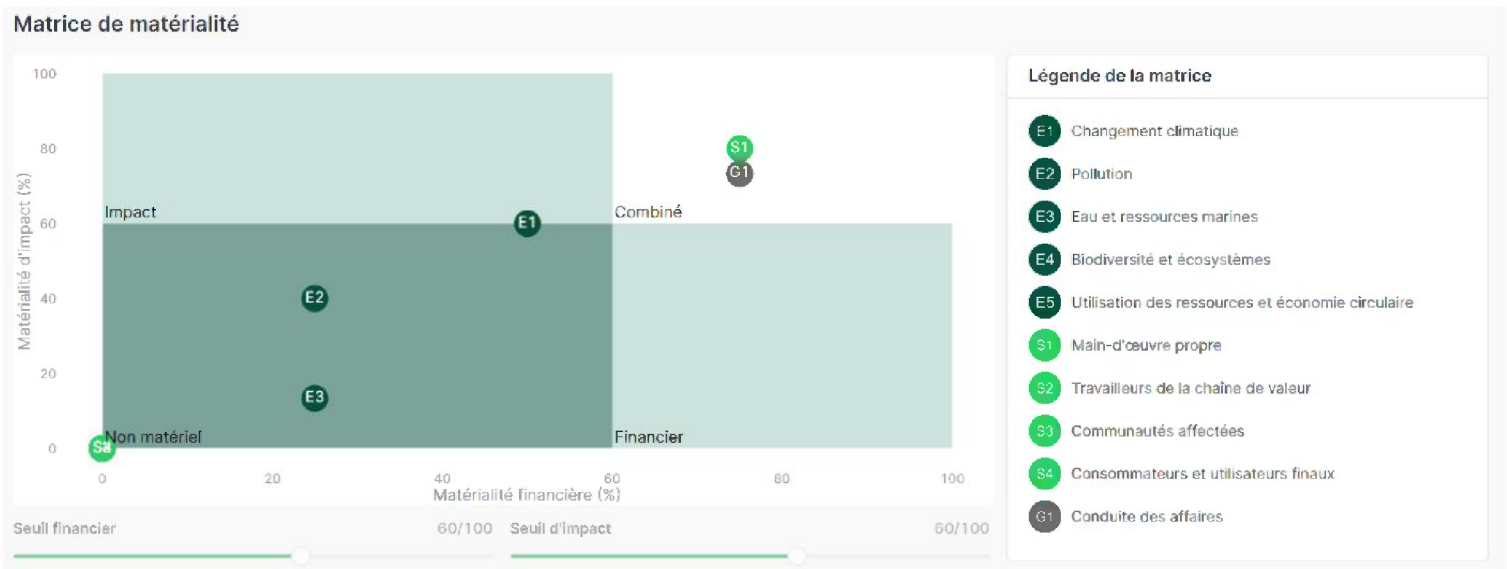 Matrice de matérialité
100
80
60
40
20
0
Matérialité d'impact (%)
Impact
Combiné
Non matériel
Financier
S1
G1
E1
E2
E3
0
20
40
60
80
100
Matérialité financière (%)
Seuil financier
60/100
Seuil d'impact
60/100
Légende de la matrice
E1 Changement climatique
E2 Pollution
E3 Eau et ressources marines
E4 Biodiversité et écosystèmes
E5 Utilisation des ressources et économie circulaire
S1 Main-d'œuvre propre
S2 Travailleurs de la chaîne de valeur
S3 Communautés affectées
S4 Consommateurs et utilisateurs finaux
G1 Conduite des affaires